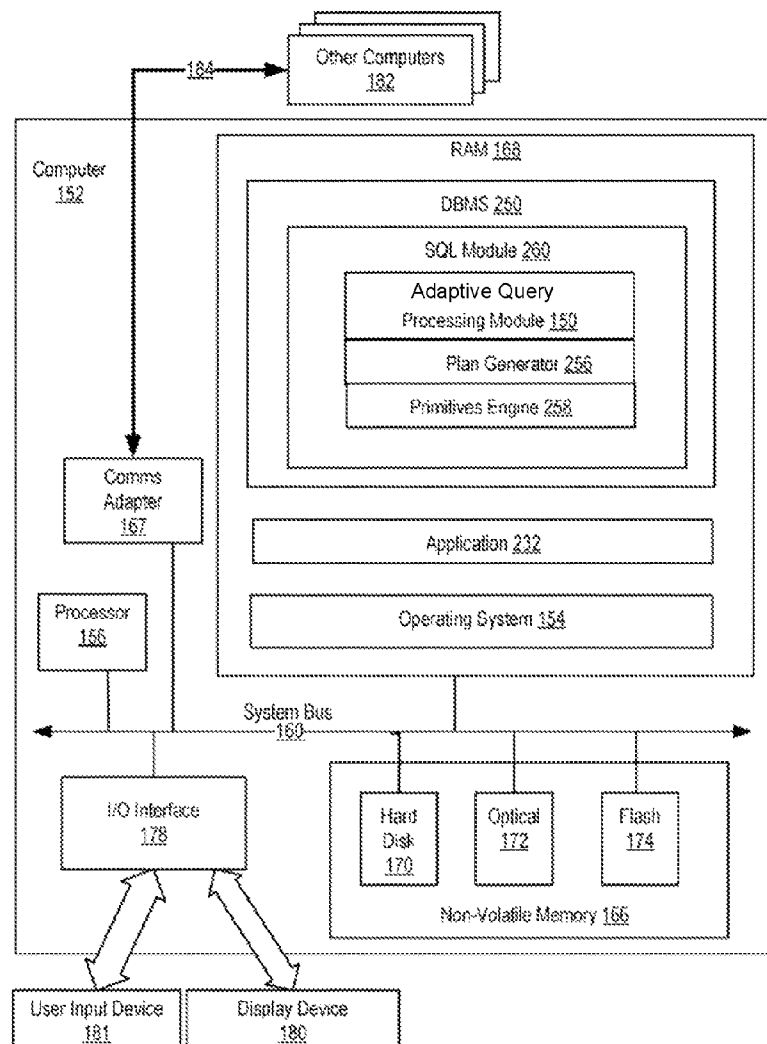 Other Computers
182
184
Computer
152
RAM 168
DBMS 250
SQL Module 260
Adaptive Query
Processing Module 150
Plan Generator 256
Primitives Engine 258
Comms
Adapter
167
Application 232
Processor
156
Operating System 154
System Bus
160
I/O Interface
178
Hard
Disk
170
Optical
172
Flash
174
Non-Volatile Memory 166
User Input Device
181
Display Device
180